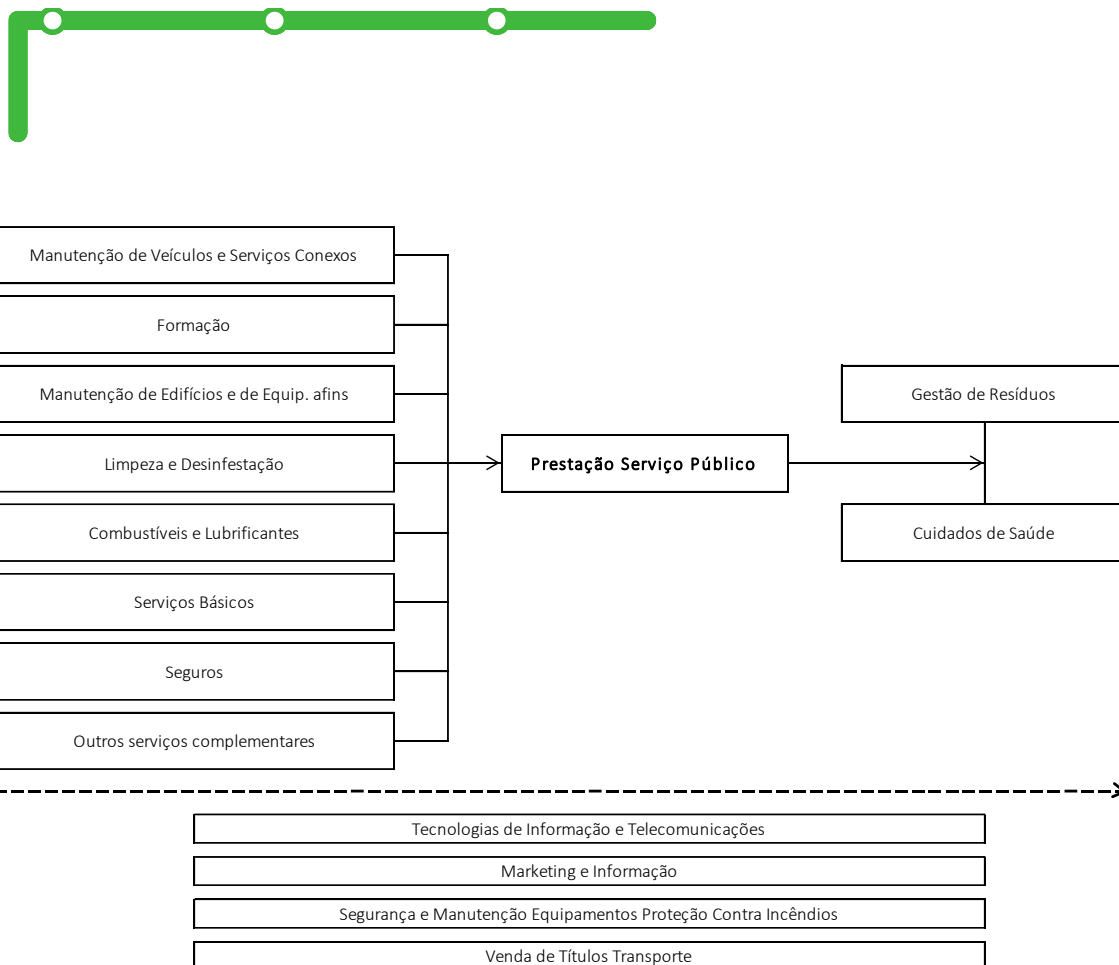 Manutenção de Veículos e Serviços Conexos
Formação
Manutenção de Edifícios e de Equip. afins
Limpeza e Desinfestação
Combustíveis e Lubrificantes
Serviços Básicos
Seguros
Outros serviços complementares
Prestação Serviço Público
Gestão de Resíduos
Cuidados de Saúde
Tecnologias de Informação e Telecomunicações
Marketing e Informação
Segurança e Manutenção Equipamentos Proteção Contra Incêndios
Venda de Títulos Transporte